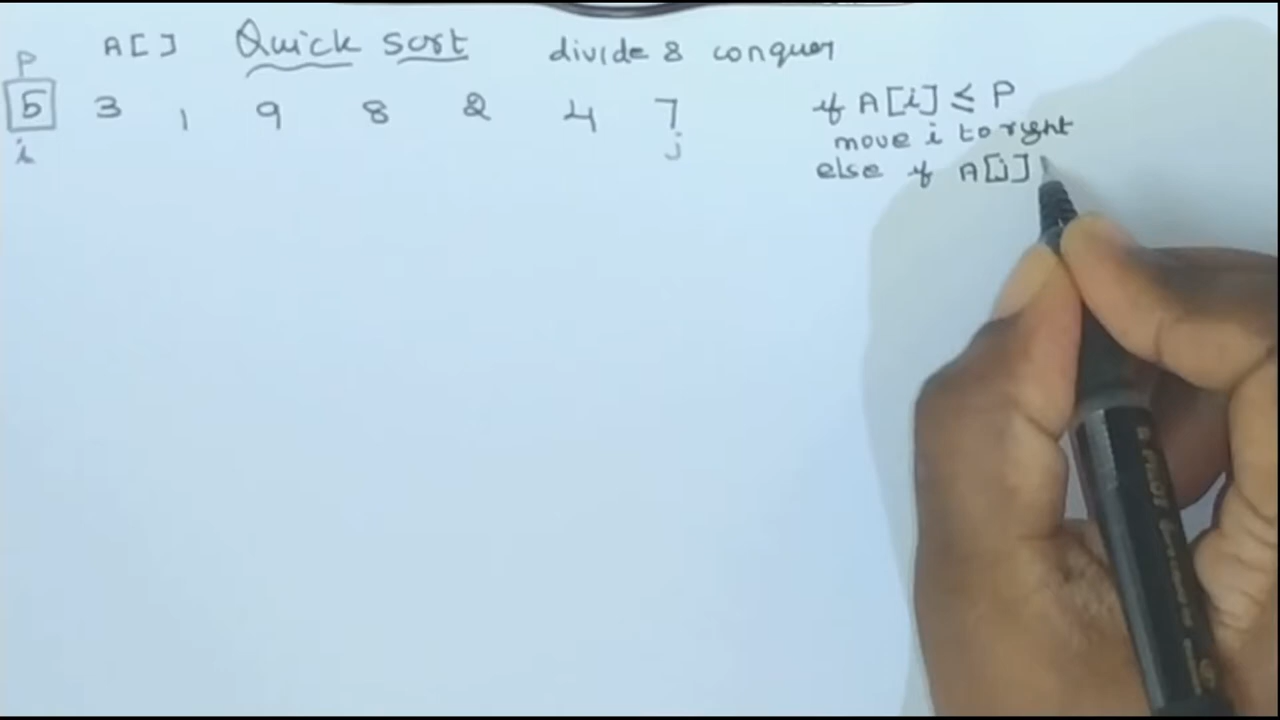 A[] Quick sort divide & conquer
P
5 3 1 9 8 2 4 7
i j
if A[i] ≤ P
move i to right
else if A[j]